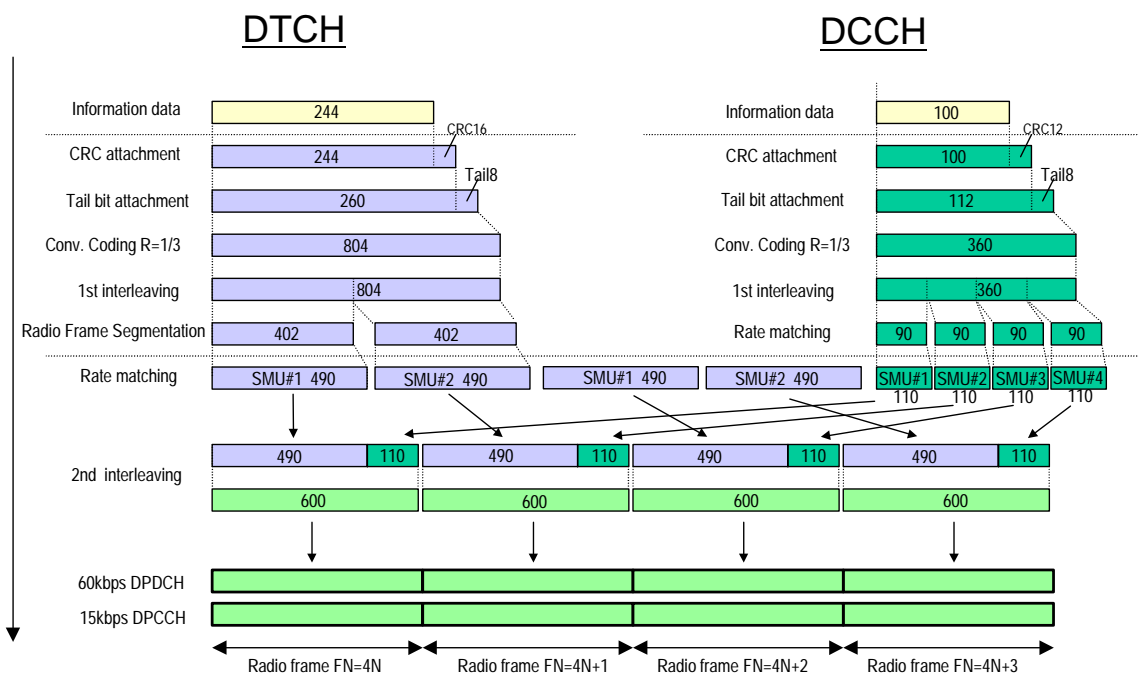 DTCH
DCCH
Information data 244
Information data 100
CRC16
CRC12
CRC attachment 244
CRC attachment 100
Tail8
Tail8
Tail bit attachment 260
Tail bit attachment 112
Conv. Coding R=1/3 804
Conv. Coding R=1/3 360
1st interleaving 804
1st interleaving 360
Radio Frame Segmentation 402 402
Rate matching 90 90 90 90
Rate matching SMU#1 490 SMU#2 490 SMU#1 490 SMU#2 490 SMU#1 SMU#2 SMU#3 SMU#4
110 110 110 110
490 110 490 110 490 110 490 110
2nd interleaving
600 600 600 600
60kbps DPDCH
15kbps DPCCH
Radio frame FN=4N Radio frame FN=4N+1 Radio frame FN=4N+2 Radio frame FN=4N+3